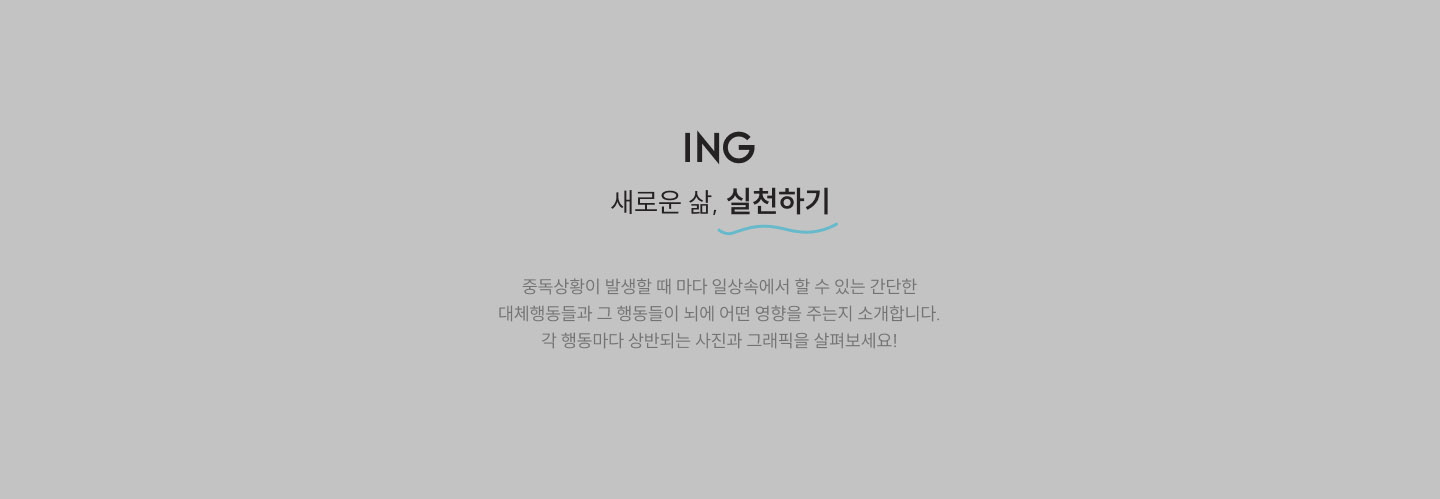 ING
새로운 삶, 실천하기
중독상황이 발생할 때 마다 일상속에서 할 수 있는 간단한
대체행동들과 그 행동들이 뇌에 어떤 영향을 주는지 소개합니다.
각 행동마다 상반되는 사진과 그래픽을 살펴보세요!